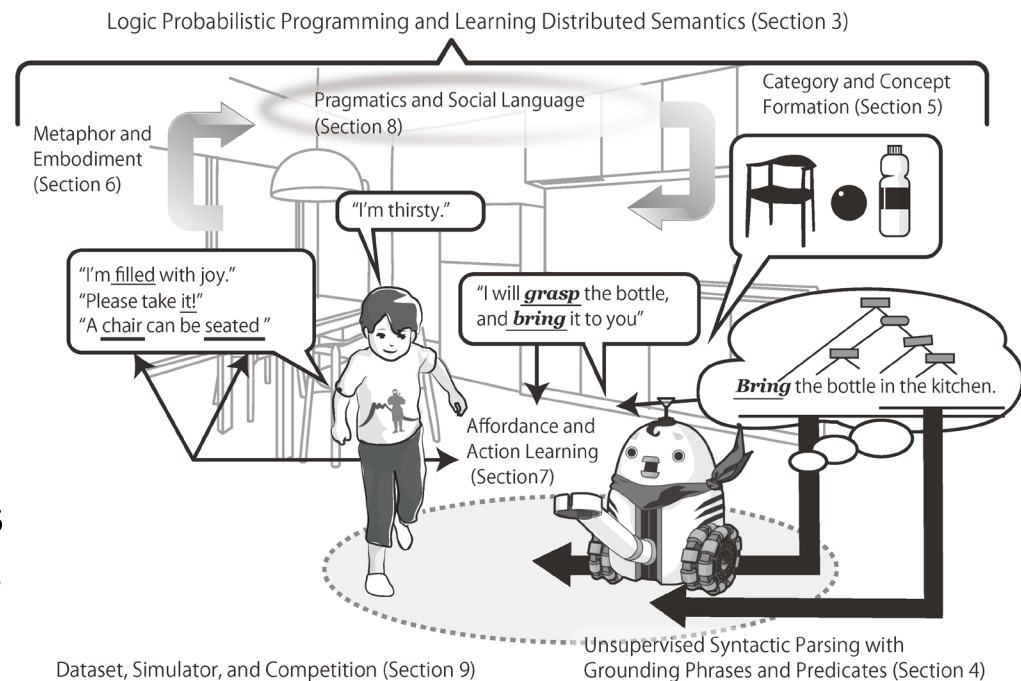 Logic Probabilistic Programming and Learning Distributed Semantics (Section 3)
Category and Concept
Formation (Section 5)
Pragmatics and Social Language
(Section 8)
Metaphor and
Embodiment
(Section 6)
“I'm thirsty.”
“I'm filled with joy.”
“Please take it!”
“A chair can be seated ”
“I will grasp the bottle,
and bring it to you”
Bring the bottle in the kitchen.
Affordance and
Action Learning
(Section7)
Unsupervised Syntactic Parsing with
Grounding Phrases and Predicates (Section 4)
Dataset, Simulator, and Competition (Section 9)